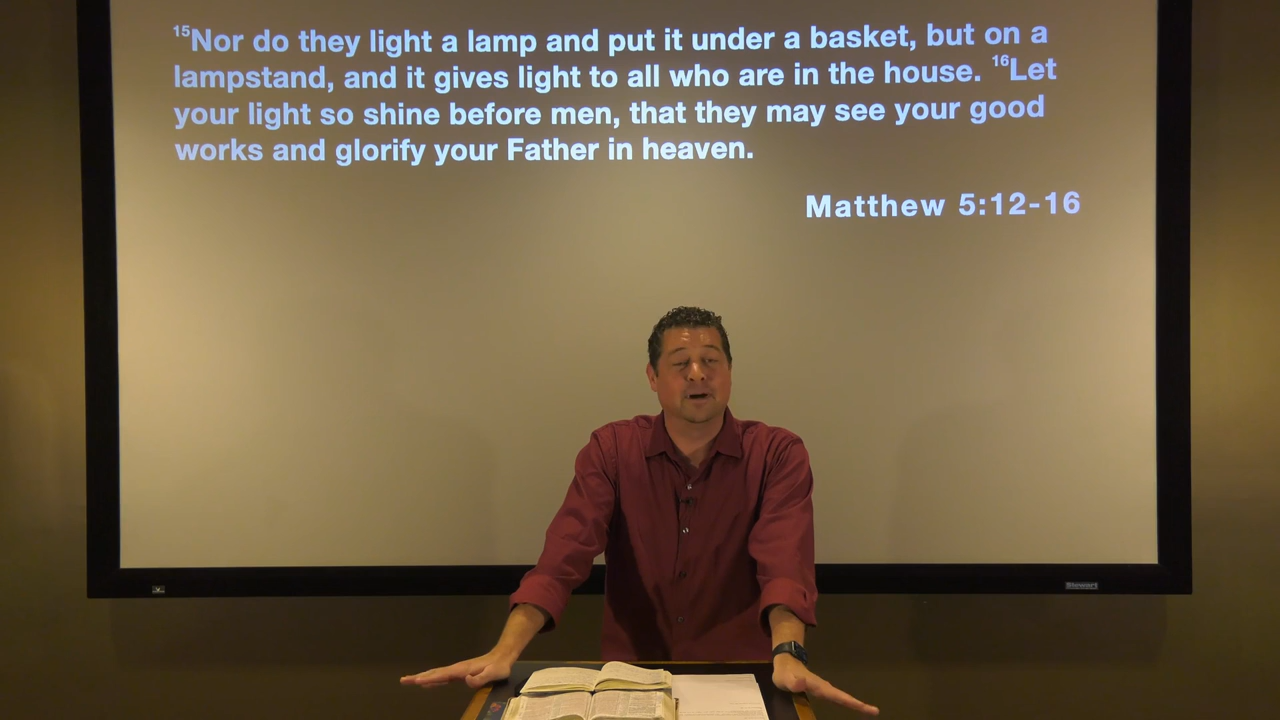 15Nor do they light a lamp and put it under a basket, but on a
lampstand, and it gives light to all who are in the house. 16Let
your light so shine before men, that they may see your good
works and glorify your Father in heaven.
Matthew 5:12-16
Stewart